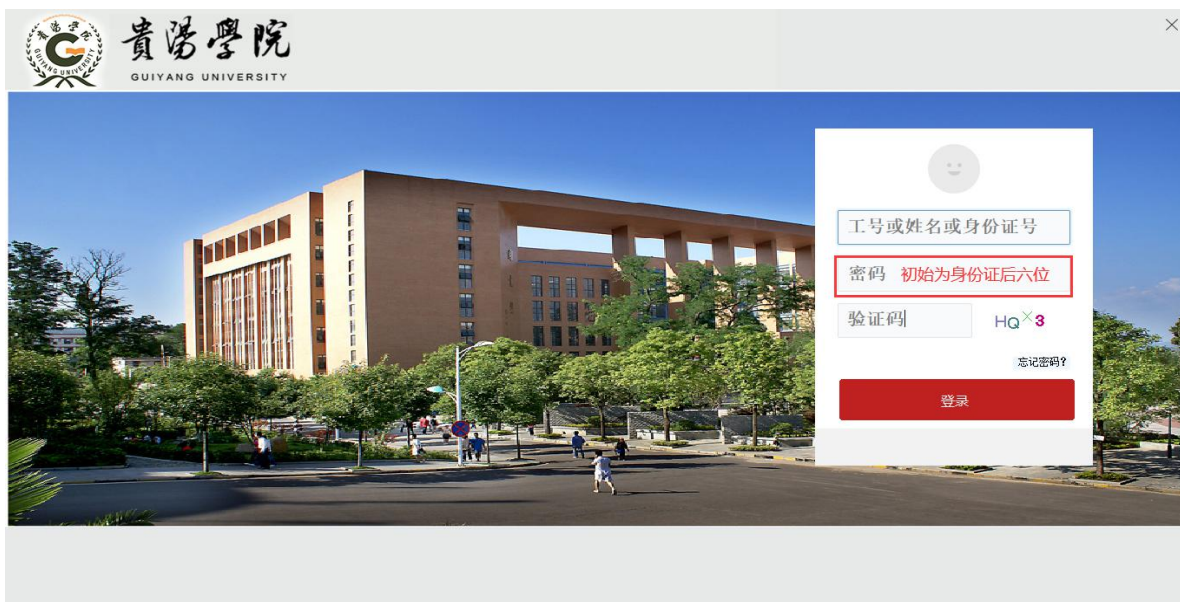 貴陽學院
GUIYANG UNIVERSITY
×
工号或姓名或身份证号
密码 初始为身份证后六位
验证码 HQX3
忘记密码?
登录